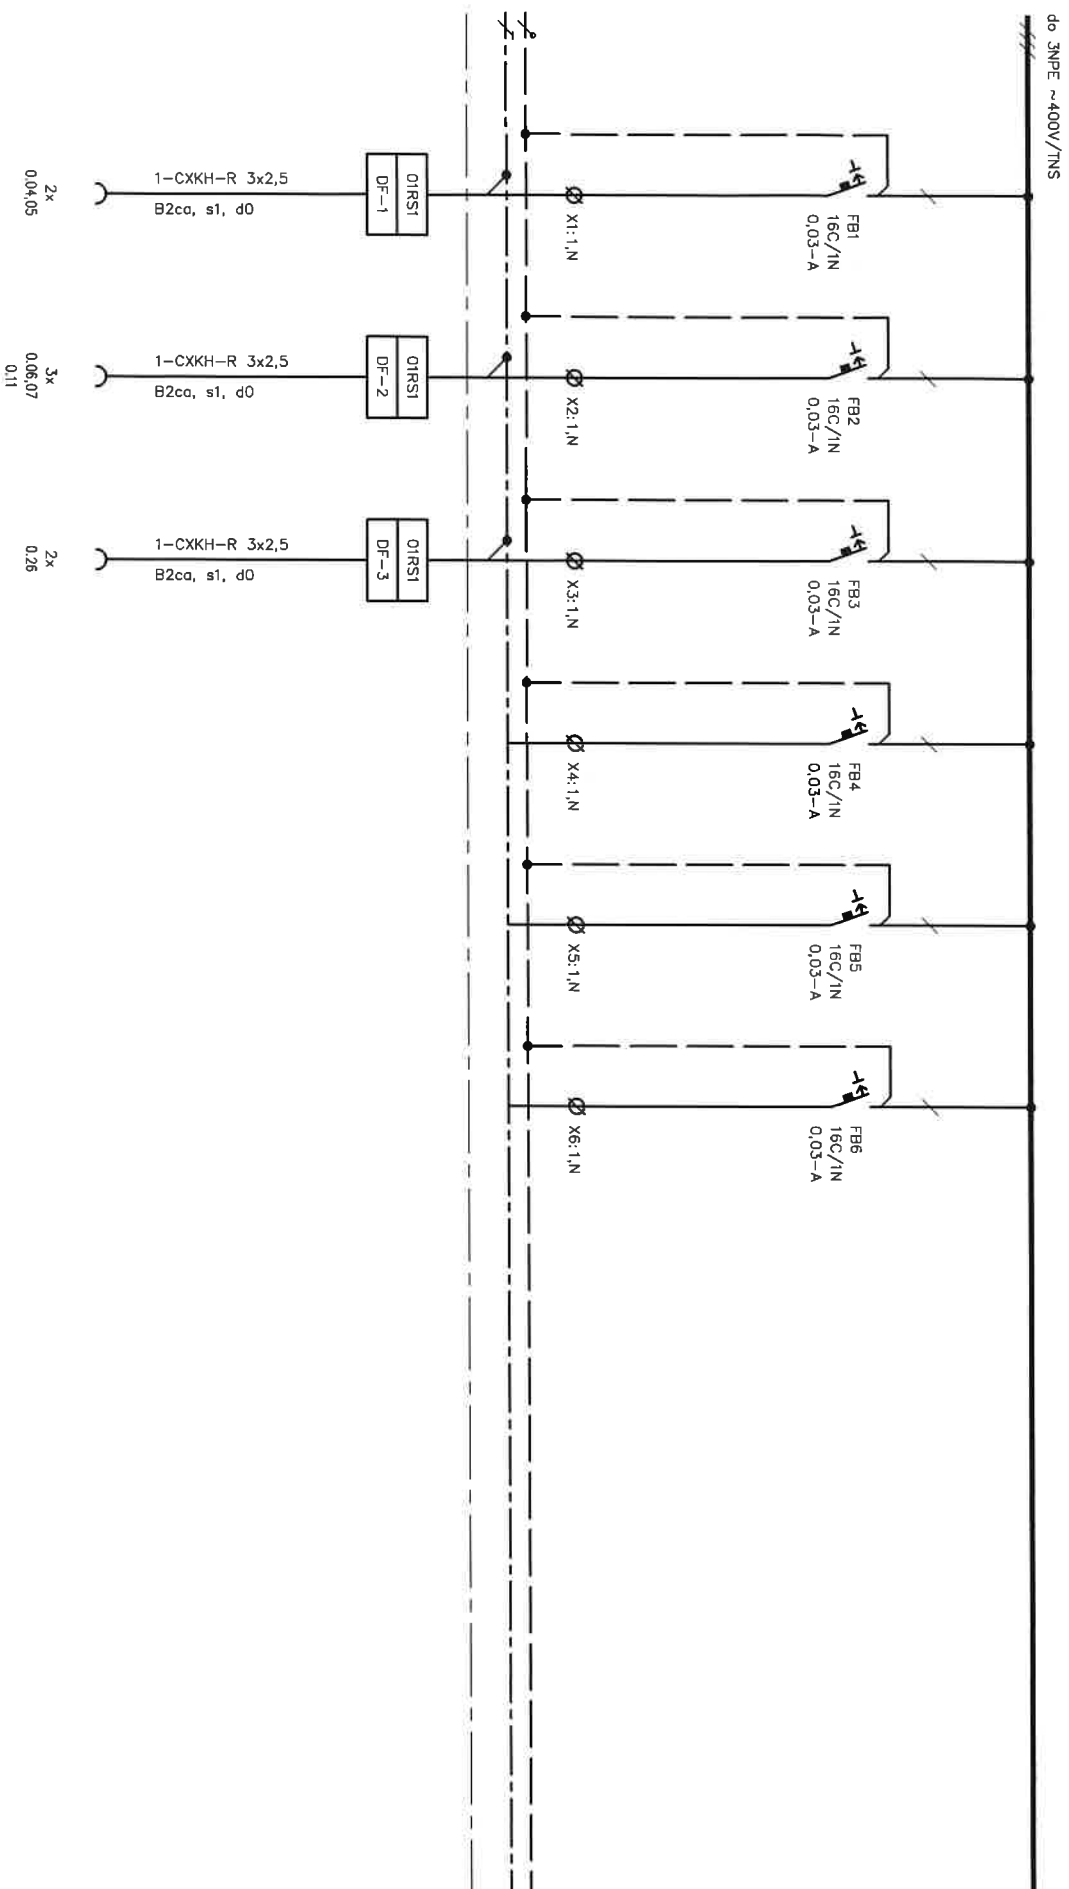 do 3NPE ~400V/TNS
FB1
16C/1N
0,03-A
FB2
16C/1N
0,03-A
FB3
16C/1N
0,03-A
FB4
16C/1N
0,03-A
FB5
16C/1N
0,03-A
FB6
16C/1N
0,03-A
X1:1,N
X2:1,N
X3:1,N
X4:1,N
X5:1,N
X6:1,N
01RS1
DF-1
01RS1
DF-2
01RS1
DF-3
1-CXKH-R 3x2,5
B2ca, s1, d0
1-CXKH-R 3x2,5
B2ca, s1, d0
1-CXKH-R 3x2,5
B2ca, s1, d0
2x
0.04,05
3x
0.06,07
0.11
2x
0.26